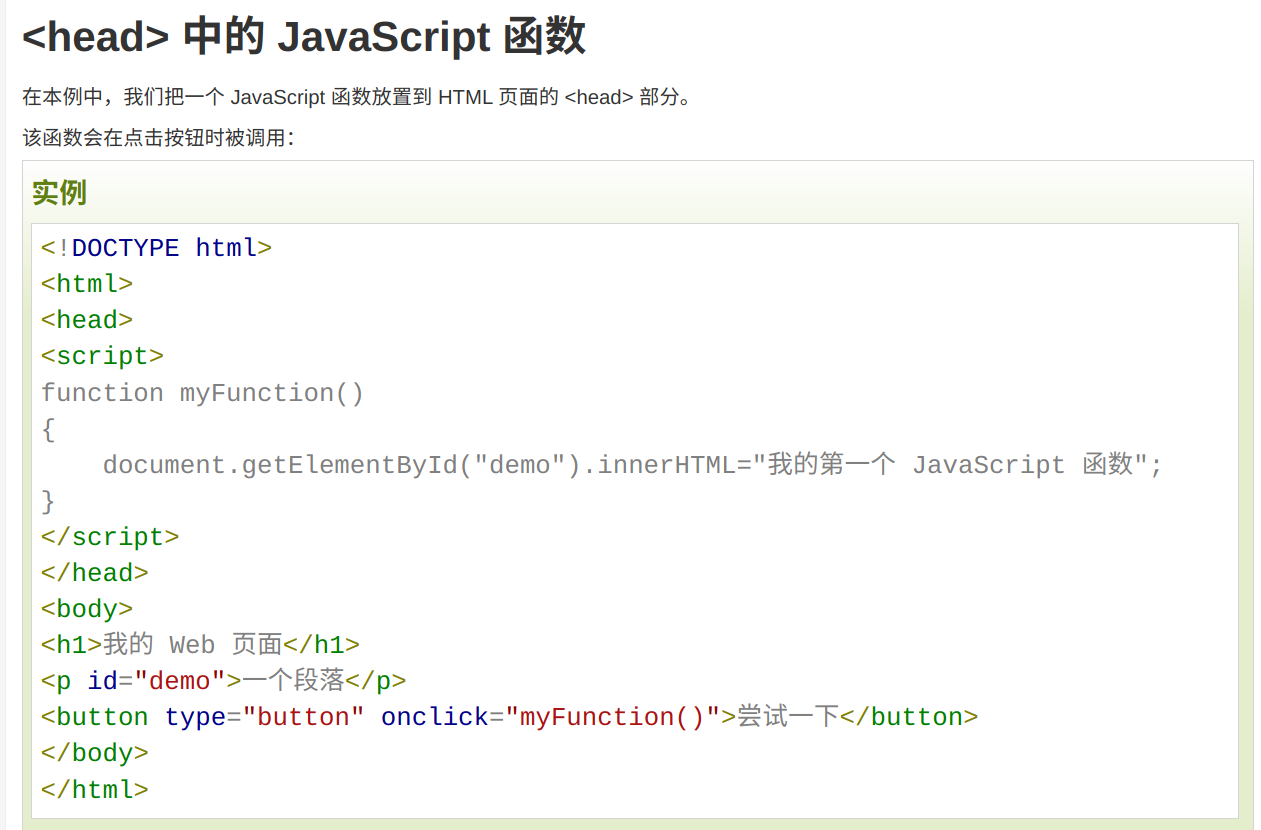 <head> 中的 JavaScript 函数
在本例中，我们把一个 JavaScript 函数放置到 HTML 页面的 <head> 部分。
该函数会在点击按钮时被调用：
实例
<!DOCTYPE html>
<html>
<head>
<script>
function myFunction()
{
    document.getElementById("demo").innerHTML="我的第一个 JavaScript 函数";
}
</script>
</head>
<body>
<h1>我的 Web 页面</h1>
<p id="demo">一个段落</p>
<button type="button" onclick="myFunction()">尝试一下</button>
</body>
</html>